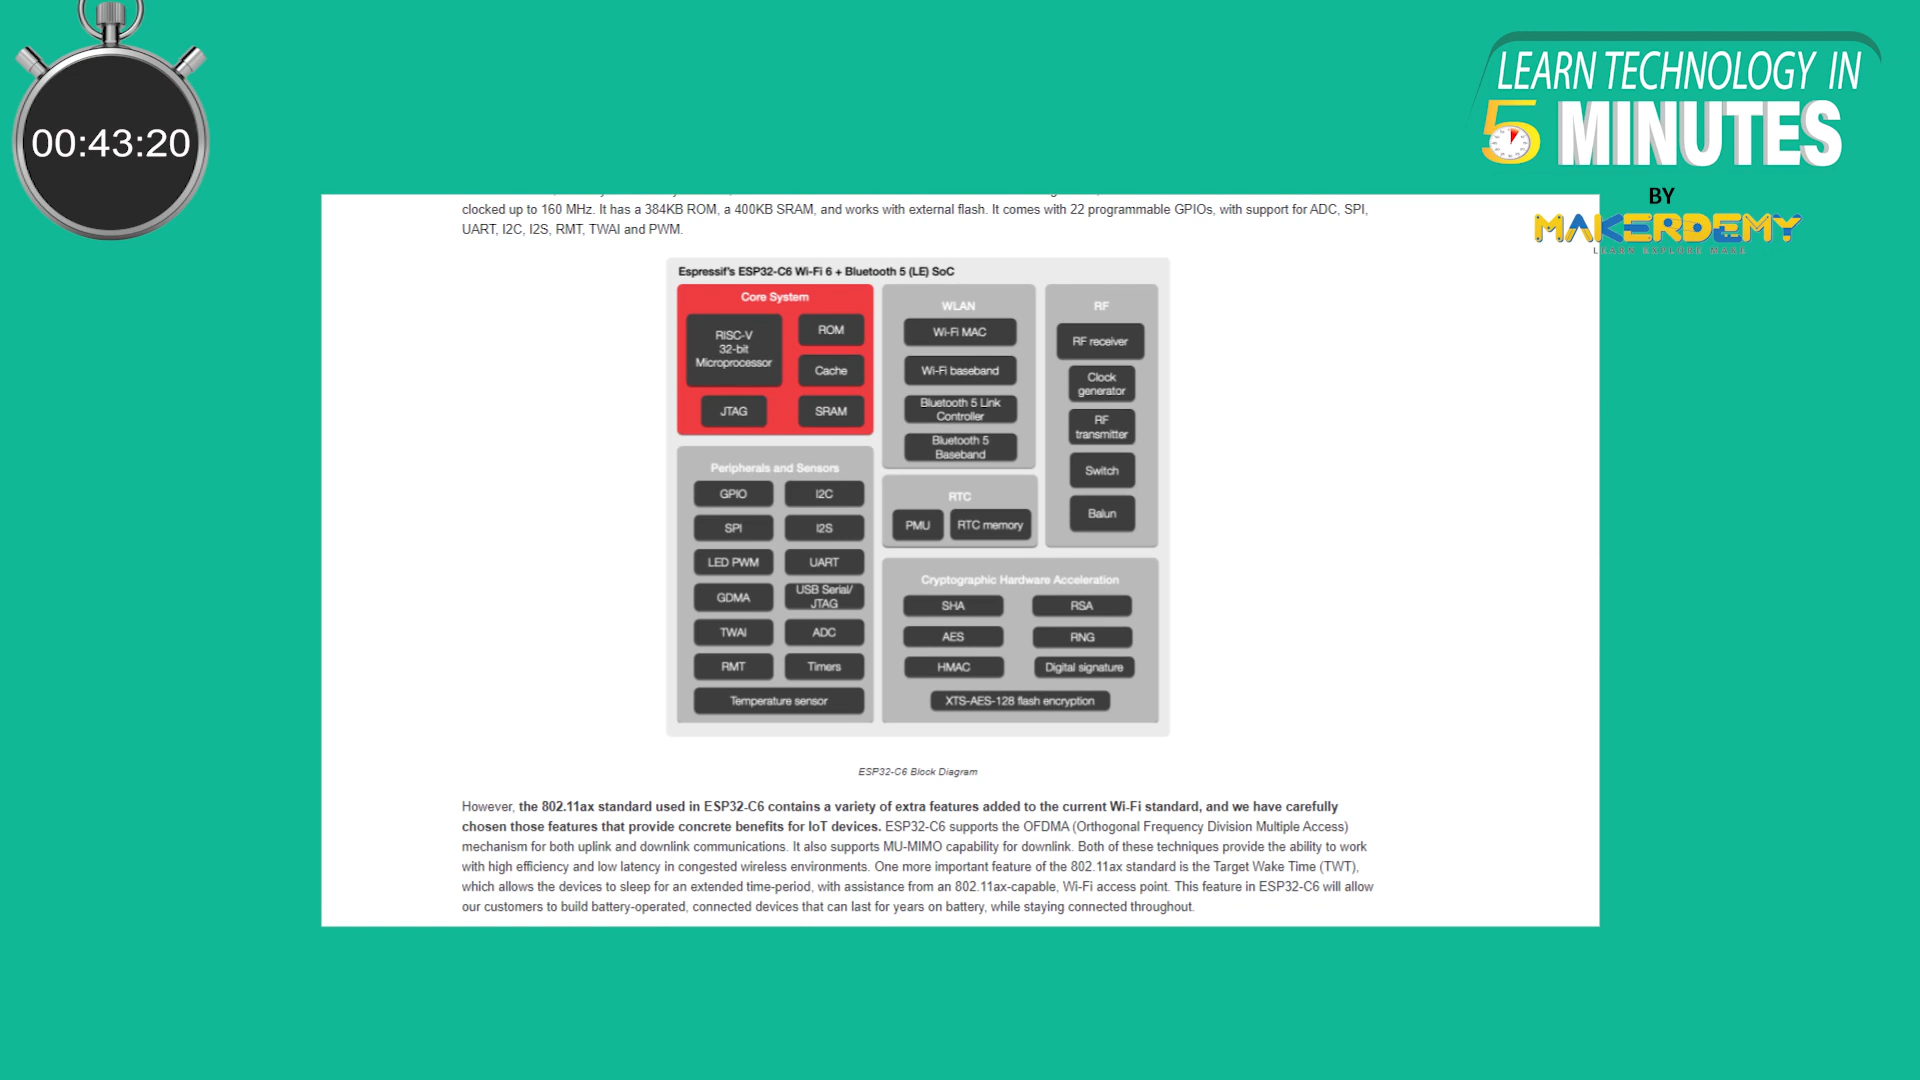 00:43:20
LEARN TECHNOLOGY IN
5 MINUTES
BY
MAKERDEMY
LEARN EXPLORE MAKE
clocked up to 160 MHz. It has a 384KB ROM, a 400KB SRAM, and works with external flash. It comes with 22 programmable GPIOs, with support for ADC, SPI,
UART, I2C, I2S, RMT, TWAI and PWM.
Espressif's ESP32-C6 Wi-Fi 6 + Bluetooth 5 (LE) SoC
Core System
RISC-V
32-bit
Microprocessor
ROM
Cache
JTAG
SRAM
WLAN
Wi-Fi MAC
Wi-Fi baseband
Bluetooth 5 Link
Controller
Bluetooth 5
Baseband
RF
RF receiver
Clock
generator
RF
transmitter
Switch
Balun
Peripherals and Sensors
GPIO
I2C
SPI
I2S
LED PWM
UART
GDMA
USB Serial/
JTAG
TWAI
ADC
RMT
Timers
Temperature sensor
RTC
PMU
RTC memory
Cryptographic Hardware Acceleration
SHA
RSA
AES
RNG
HMAC
Digital signature
XTS-AES-128 flash encryption
ESP32-C6 Block Diagram
However, the 802.11ax standard used in ESP32-C6 contains a variety of extra features added to the current Wi-Fi standard, and we have carefully
chosen those features that provide concrete benefits for IoT devices. ESP32-C6 supports the OFDMA (Orthogonal Frequency Division Multiple Access)
mechanism for both uplink and downlink communications. It also supports MU-MIMO capability for downlink. Both of these techniques provide the ability to work
with high efficiency and low latency in congested wireless environments. One more important feature of the 802.11ax standard is the Target Wake Time (TWT),
which allows the devices to sleep for an extended time-period, with assistance from an 802.11ax-capable, Wi-Fi access point. This feature in ESP32-C6 will allow
our customers to build battery-operated, connected devices that can last for years on battery, while staying connected throughout.